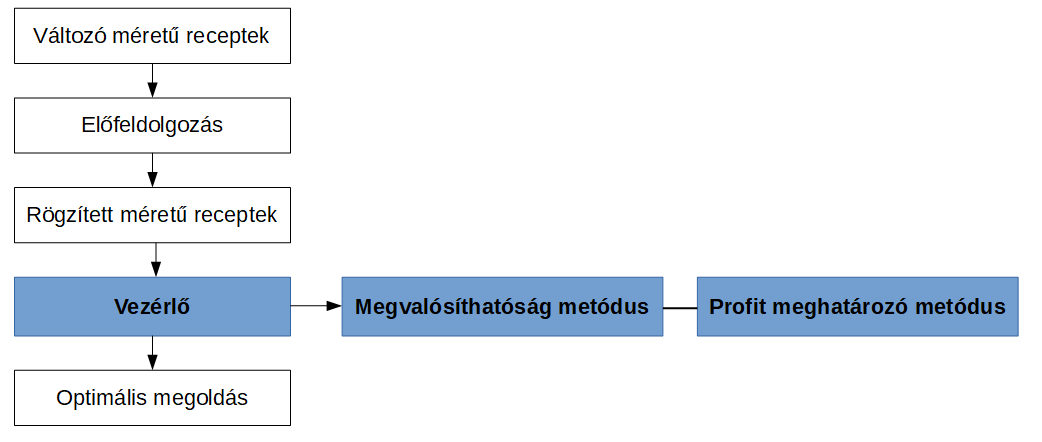 Változó méretű receptek
Előfeldolgozás
Rögzített méretű receptek
Vezérlő
Megvalósíthatóság metódus
Profit meghatározó metódus
Optimális megoldás